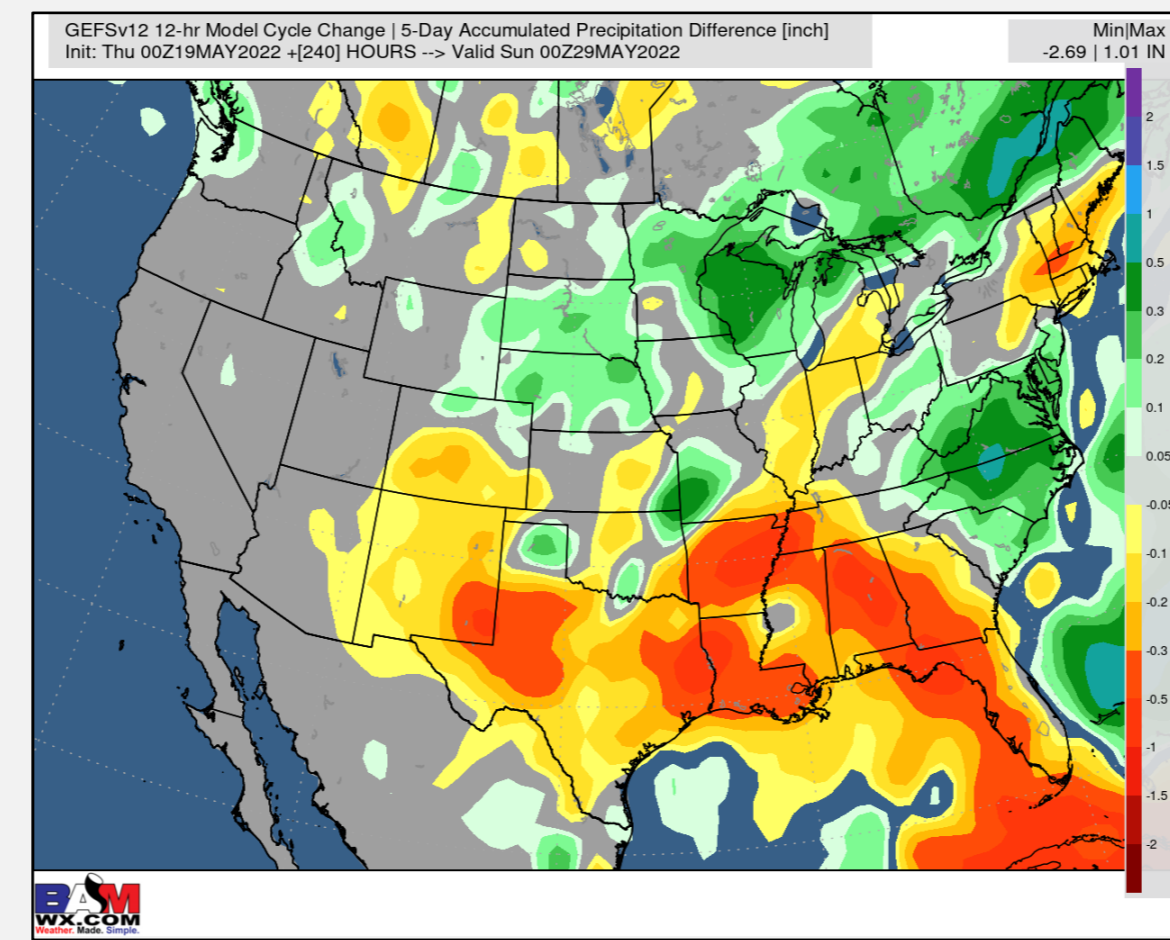 GEFSv12 12-hr Model Cycle Change | 5-Day Accumulated Precipitation Difference [inch]
Init: Thu 00Z19MAY2022 +[240] HOURS --> Valid Sun 00Z29MAY2022
Min|Max
-2.69 | 1.01 IN
2
1.5
1
0.5
0.3
0.2
0.1
0.05
-0.05
-0.1
-0.2
-0.3
-0.5
-1
-1.5
-2
BAM
WX.COM
Weather. Made. Simple.